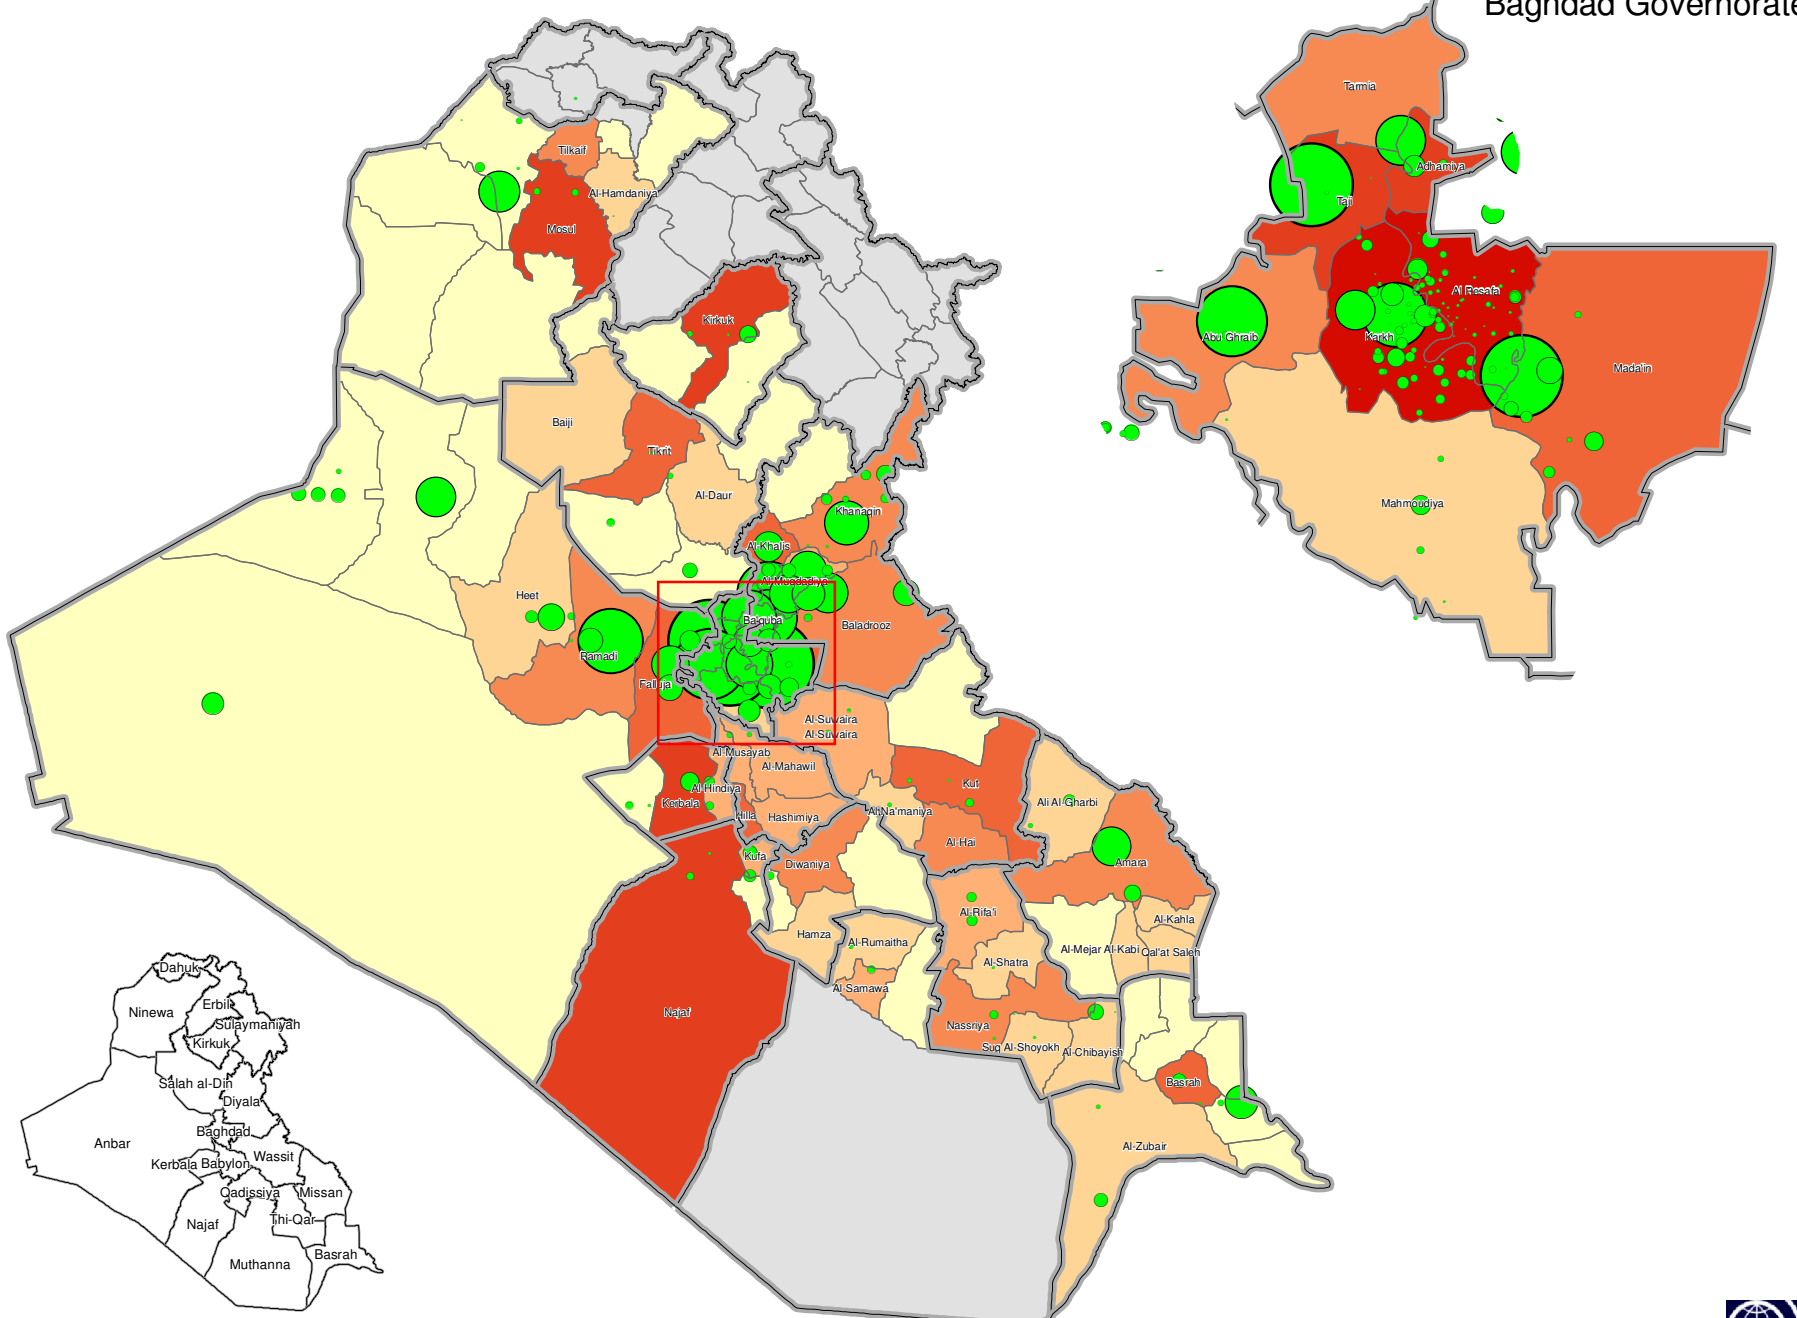 Baghdad Governorate
Tarmia
Adhamiya
Taji
Al Resafa
Abu Ghraib
Karkh
Mada'in
Mahmoudiya
Tilkaif
Al-Hamdaniya
Mosul
Kirkuk
Baiji
Tikrit
Al-Daur
Khanaqin
Al-Khalis
Al-Muqdadiya
Heet
Ba'quba
Baladrooz
Ramadi
Falluja
Al-Suwaira
Al-Suwaira
Al-Musayab
Al-Mahawil
Kut
Al-Hindiya
Kerbala
Ali Al-Gharbi
Hilla
Hashimiya
Al-Na'maniya
Al-Hai
Kufa
Diwaniya
Amara
Al-Rifa'i
Al-Kahla
Hamza
Al-Rumaitha
Al-Mejar Al-Kabi
Qal'at Saleh
Al-Shatra
Al-Samawa
Najaf
Nassriya
Suq Al-Shoyokh
Al-Chibayish
Basrah
Al-Zubair
Dahuk
Ninewa
Erbil
Sulaymaniyah
Kirkuk
Salah al-Din
Diyala
Baghdad
Anbar
Kerbala
Babylon
Wassit
Qadissiya
Missan
Najaf
Thi-Qar
Basrah
Muthanna